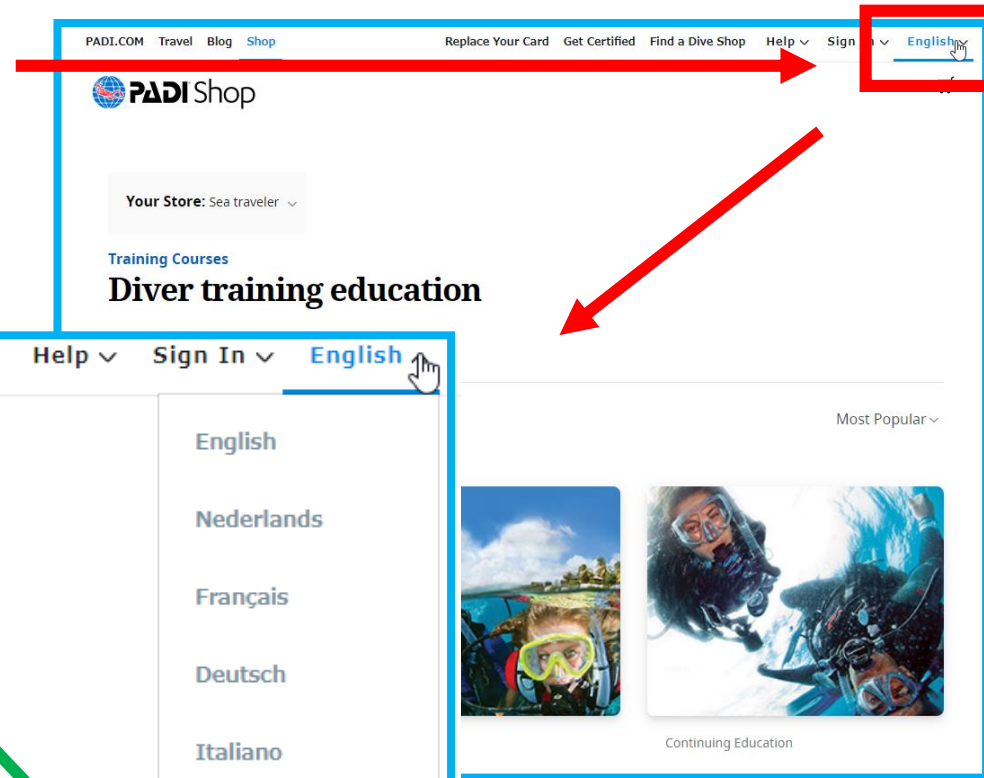 PADI.COM Travel Blog Shop Replace Your Card Get Certified Find a Dive Shop Help Sign In English
PADI Shop
Your Store: Sea traveler
Training Courses
Diver training education
Help Sign In English
Most Popular
English
Nederlands
Français
Deutsch
Italiano
Continuing Education